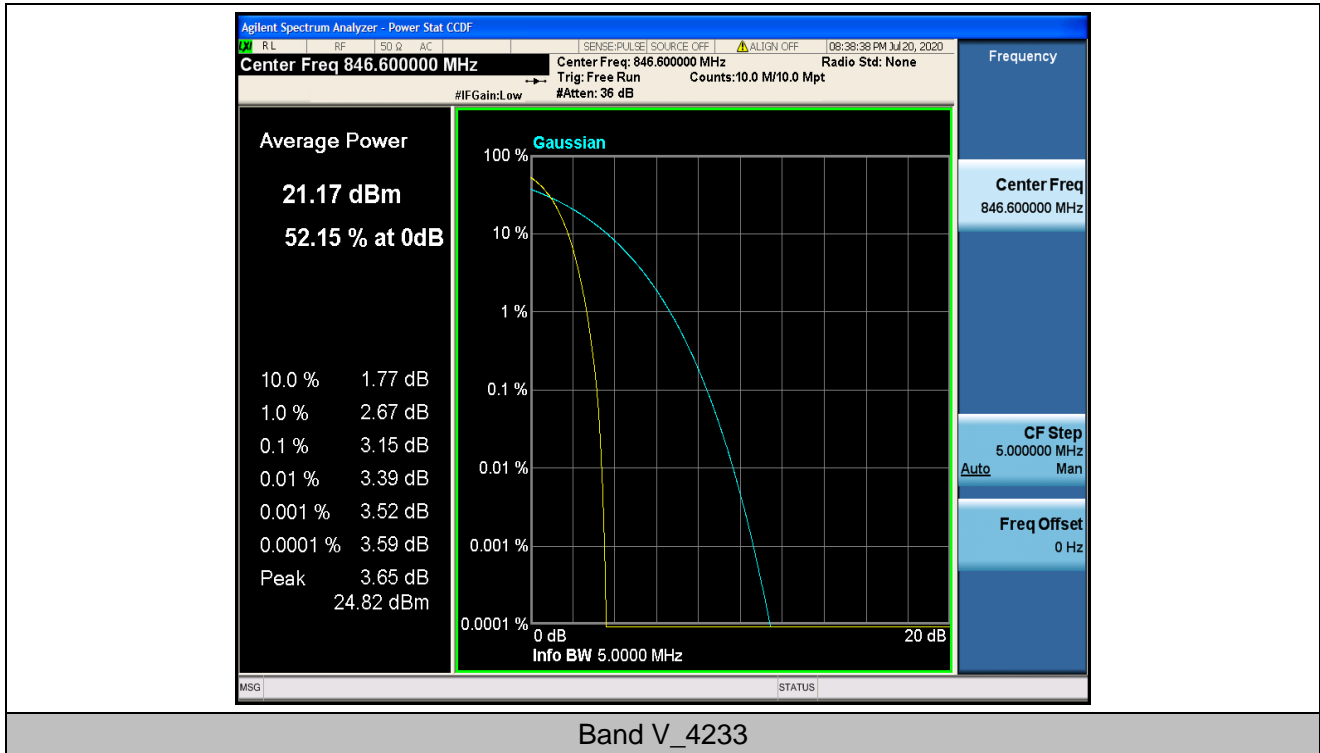 Agilent Spectrum Analyzer - Power Stat CCDF
LXI RL RF 50 Ω AC SENSE:PULSE SOURCE OFF ALIGN OFF 08:38:38 PM Jul 20, 2020
Center Freq 846.600000 MHz
Center Freq: 846.600000 MHz Radio Std: None
Trig: Free Run Counts:10.0 M/10.0 Mpt
#IFGain:Low #Atten: 36 dB
Frequency
Average Power
21.17 dBm
52.15 % at 0dB
10.0 % 1.77 dB
1.0 % 2.67 dB
0.1 % 3.15 dB
0.01 % 3.39 dB
0.001 % 3.52 dB
0.0001 % 3.59 dB
Peak 3.65 dB
24.82 dBm
Gaussian
100 %
10 %
1 %
0.1 %
0.01 %
0.001 %
0.0001 %
0 dB 20 dB
Info BW 5.0000 MHz
Center Freq
846.600000 MHz
CF Step
5.000000 MHz
Auto Man
Freq Offset
0 Hz
MSG STATUS
Band V_4233